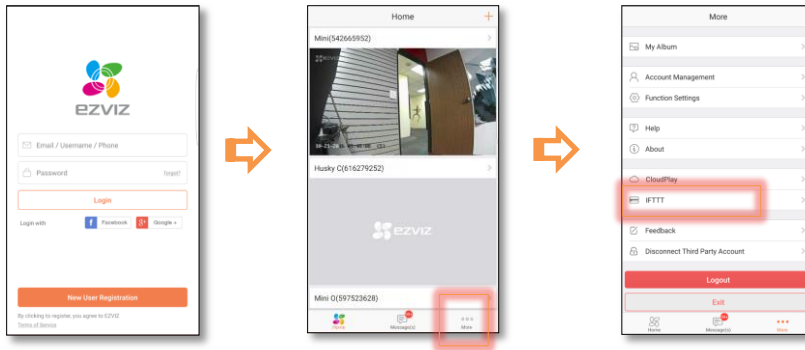 ezviz
Email / Username / Phone
Password forget?
Login
Login with Facebook g+ Google +
New User Registration
By clicking to register, you agree to EZVIZ
Terms of Service
Home +
Mini(542665952)
Husky C(616279252)
ezviz
Mini O(597523628)
Home Message(s) More
More
My Album
Account Management
Function Settings
Help
About
CloudPlay
IFTTT
Feedback
Disconnect Third Party Account
Logout
Exit
Home Message(s) More